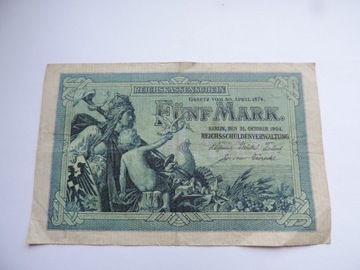 REICHSKASSENSCHEIN
GESETZ VOM 30. APRIL 1874.
FÜNF MARK.
BERLIN, DEN 31. OKTOBER 1904.
REICHSSCHULDENVERWALTUNG